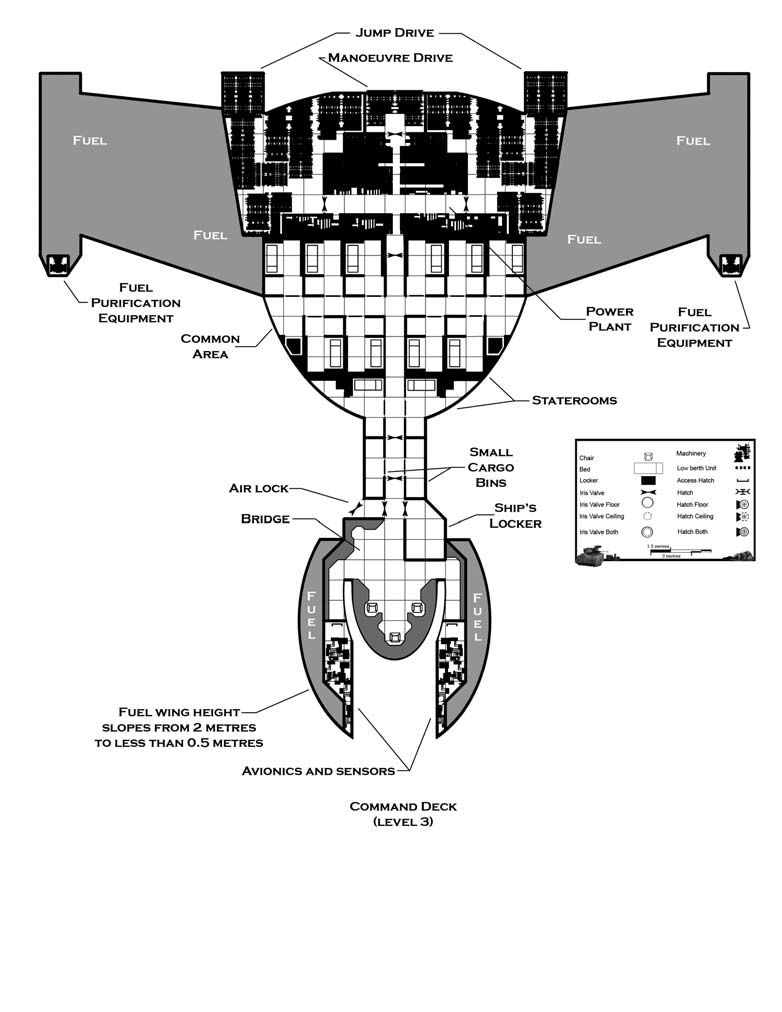 Jump Drive
Manoeuvre Drive
Fuel
Fuel
Fuel
Fuel
Fuel
Purification
Equipment
Power
Plant
Fuel
Purification
Equipment
Common
Area
Staterooms
Small
Cargo
Bins
Air lock
Ship's
Locker
Bridge
Chair
Machinery
Bed
Low berth Unit
Locker
Access Hatch
Iris Valve
Hatch
Iris Valve Floor
Hatch Floor
Iris Valve Ceiling
Hatch Ceiling
Iris Valve Both
Hatch Both
1.5 metres
3 metres
Fuel
Fuel
Fuel wing height
slopes from 2 metres
to less than 0.5 metres
Avionics and sensors
Command Deck
(level 3)